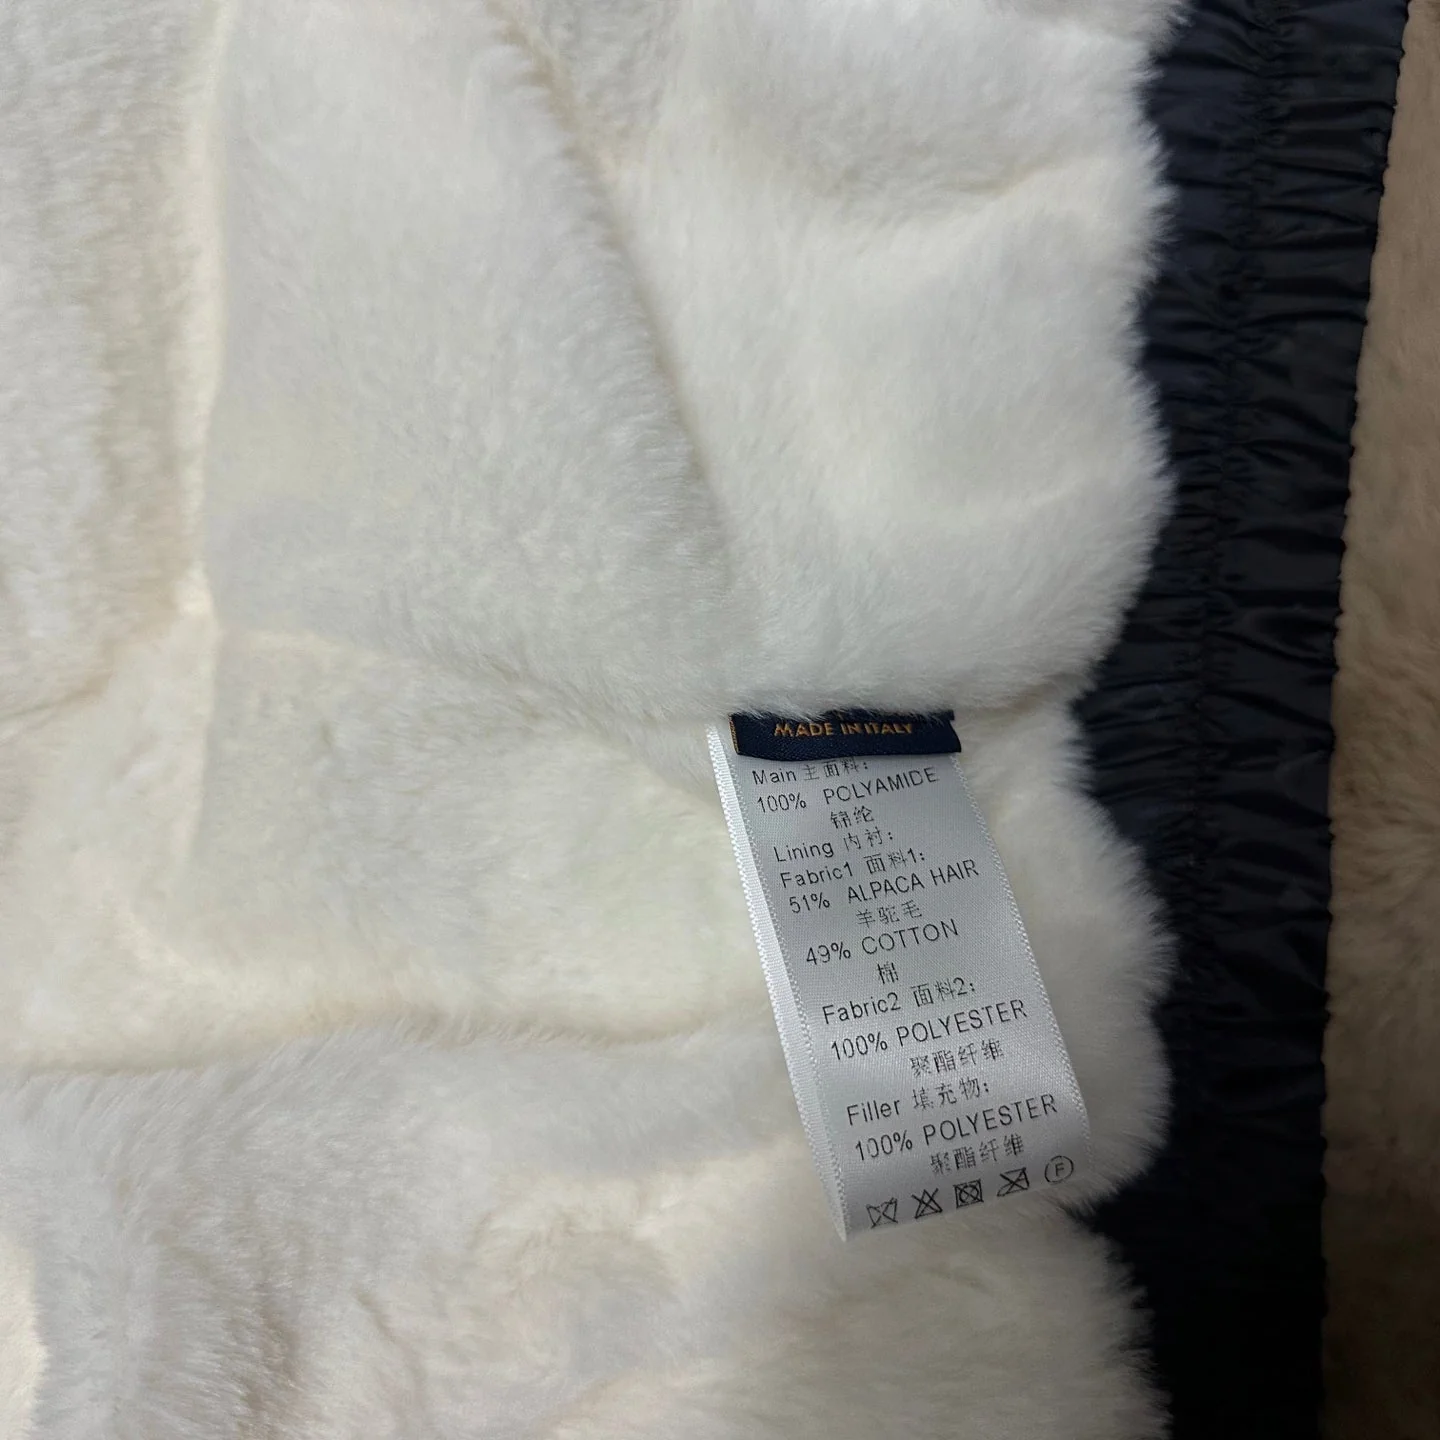 MADE IN ITALY
Main 主面料:
100% POLYAMIDE
锦纶
Lining 内衬:
Fabric1 面料1:
51% ALPACA HAIR
羊驼毛
49% COTTON
棉
Fabric2 面料2:
100% POLYESTER
聚酯纤维
Filler 填充物:
100% POLYESTER
聚酯纤维
F